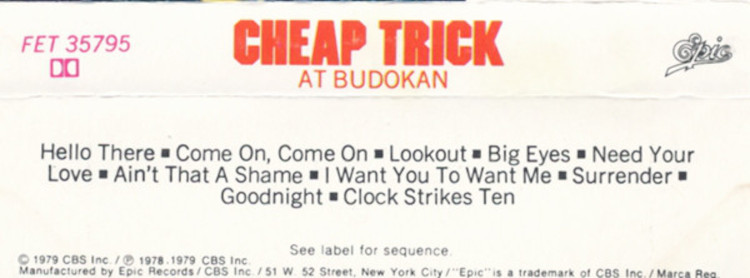 FET 35795
CHEAP TRICK
AT BUDOKAN
Epic
Hello There ■ Come On, Come On ■ Lookout ■ Big Eyes ■ Need Your
Love ■ Ain't That A Shame ■ I Want You To Want Me ■ Surrender ■
Goodnight ■ Clock Strikes Ten
See label for sequence.
© 1979 CBS Inc. / ℗ 1978·1979 CBS Inc.
Manufactured by Epic Records / CBS Inc. / 51 W. 52 Street, New York City / "Epic" is a trademark of CBS Inc. / Marca Reg.